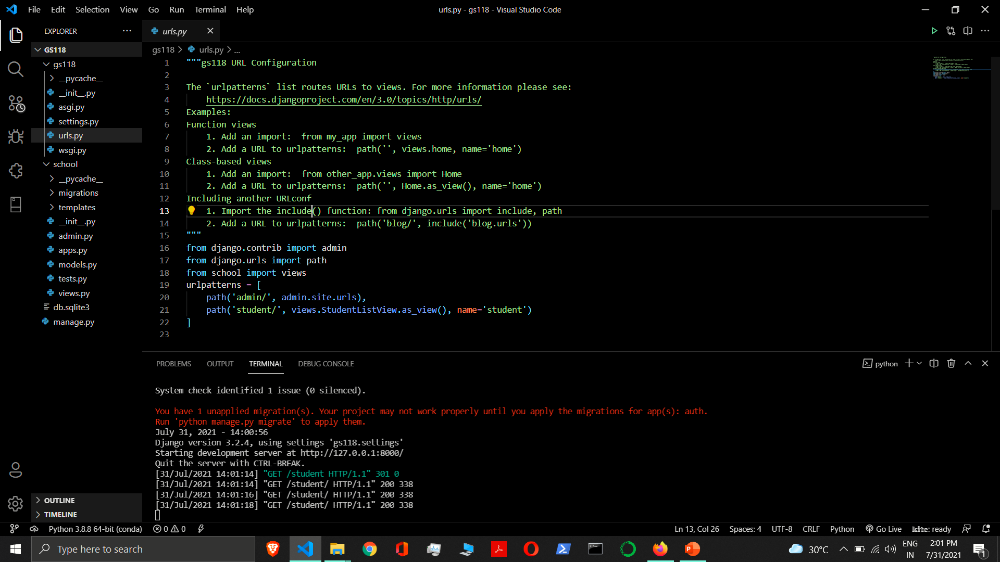 File Edit Selection View Go Run Terminal Help
urls.py - gs118 - Visual Studio Code
EXPLORER
GS118
gs118
__pycache__
__init__.py
asgi.py
settings.py
urls.py
wsgi.py
school
__pycache__
migrations
templates
__init__.py
admin.py
apps.py
models.py
tests.py
views.py
db.sqlite3
manage.py
OUTLINE
TIMELINE
urls.py
gs118 > urls.py > ...
1 """gs118 URL Configuration
2
3 The `urlpatterns` list routes URLs to views. For more information please see:
4     https://docs.djangoproject.com/en/3.0/topics/http/urls/
5 Examples:
6 Function views
7     1. Add an import:  from my_app import views
8     2. Add a URL to urlpatterns:  path('', views.home, name='home')
9 Class-based views
10     1. Add an import:  from other_app.views import Home
11     2. Add a URL to urlpatterns:  path('', Home.as_view(), name='home')
12 Including another URLconf
13     1. Import the include() function: from django.urls import include, path
14     2. Add a URL to urlpatterns:  path('blog/', include('blog.urls'))
15 """
16 from django.contrib import admin
17 from django.urls import path
18 from school import views
19 urlpatterns = [
20     path('admin/', admin.site.urls),
21     path('student/', views.StudentListView.as_view(), name='student')
22 ]
23
PROBLEMS OUTPUT TERMINAL DEBUG CONSOLE
python
System check identified 1 issue (0 silenced).
You have 1 unapplied migration(s). Your project may not work properly until you apply the migrations for app(s): auth.
Run 'python manage.py migrate' to apply them.
July 31, 2021 - 14:00:56
Django version 3.2.4, using settings 'gs118.settings'
Starting development server at http://127.0.0.1:8000/
Quit the server with CTRL-BREAK.
[31/Jul/2021 14:01:14] "GET /student HTTP/1.1" 301 0
[31/Jul/2021 14:01:14] "GET /student/ HTTP/1.1" 200 338
[31/Jul/2021 14:01:16] "GET /student/ HTTP/1.1" 200 338
[31/Jul/2021 14:01:18] "GET /student/ HTTP/1.1" 200 338
Python 3.8.8 64-bit (conda) 0 0 Ln 13, Col 26 Spaces: 4 UTF-8 CRLF Python Go Live kite: ready
Type here to search
30°C
ENG
IN
2:01 PM
7/31/2021
1